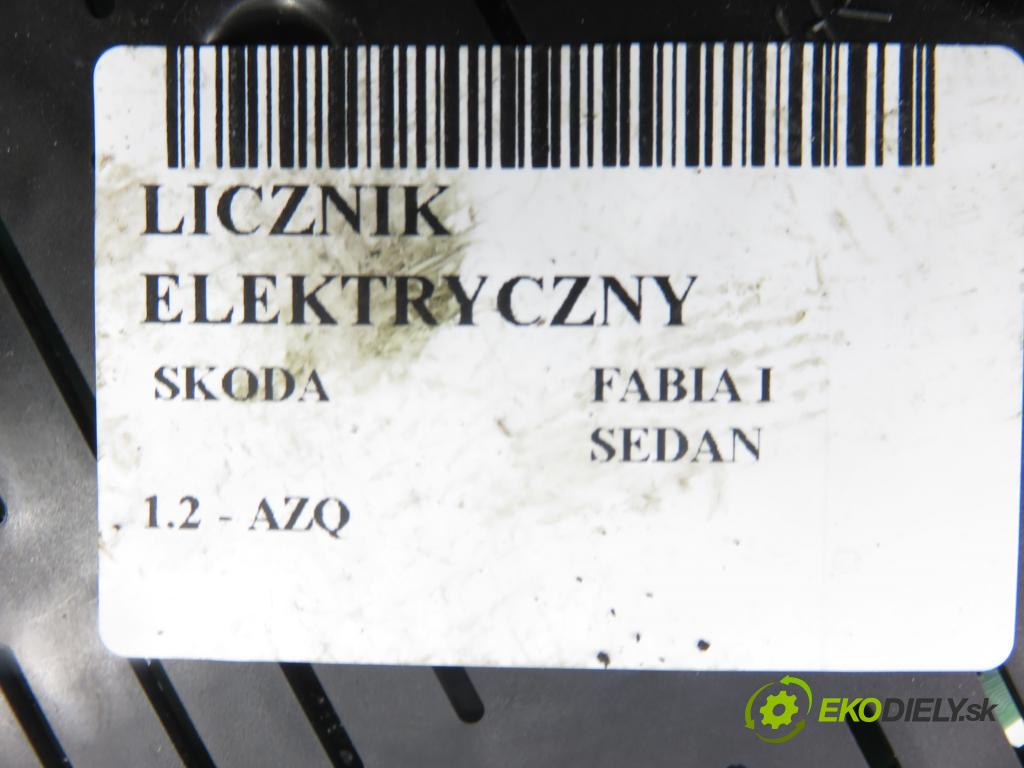 LICZNIK
ELEKTRYCZNY
SKODA FABIA I
SEDAN
1.2 - AZQ
EKODIELY.sk